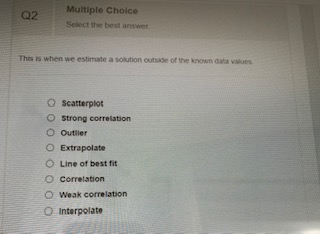 Q2
Multiple Choice
Select the best answer.
This is when we estimate a solution outside of the known data values.
Scatterplot
Strong correlation
Outlier
Extrapolate
Line of best fit
Correlation
Weak correlation
Interpolate